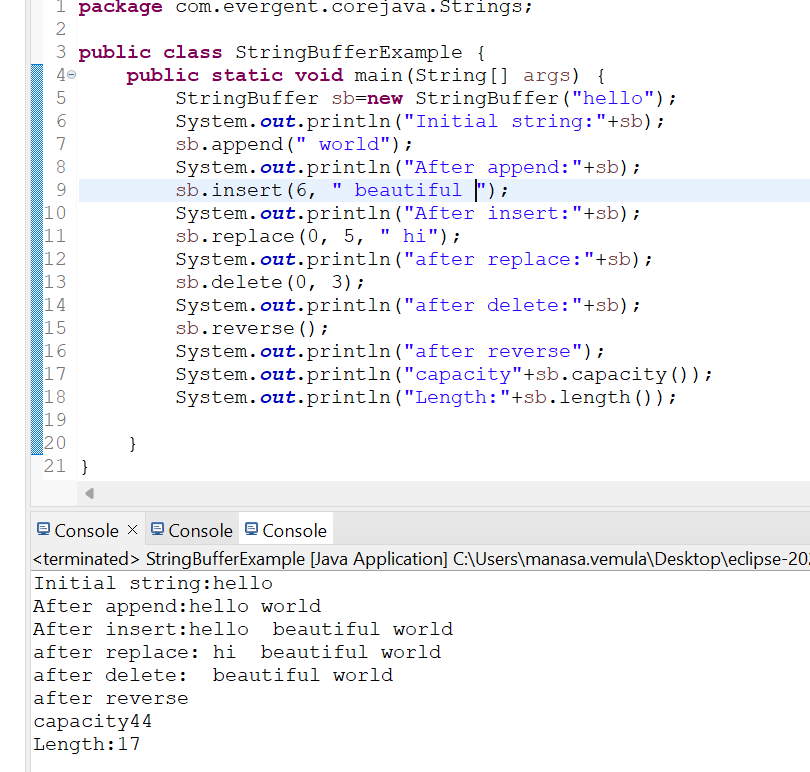 1 package com.evergent.corejava.Strings;
2
3 public class StringBufferExample {
4     public static void main(String[] args) {
5         StringBuffer sb=new StringBuffer("hello");
6         System.out.println("Initial string:"+sb);
7         sb.append(" world");
8         System.out.println("After append:"+sb);
9         sb.insert(6, " beautiful ");
10         System.out.println("After insert:"+sb);
11         sb.replace(0, 5, " hi");
12         System.out.println("after replace:"+sb);
13         sb.delete(0, 3);
14         System.out.println("after delete:"+sb);
15         sb.reverse();
16         System.out.println("after reverse");
17         System.out.println("capacity"+sb.capacity());
18         System.out.println("Length:"+sb.length());
19
20     }
21 }
Console Console Console
<terminated> StringBufferExample [Java Application] C:\Users\manasa.vemula\Desktop\eclipse-20
Initial string:hello
After append:hello world
After insert:hello  beautiful world
after replace: hi  beautiful world
after delete:  beautiful world
after reverse
capacity44
Length:17